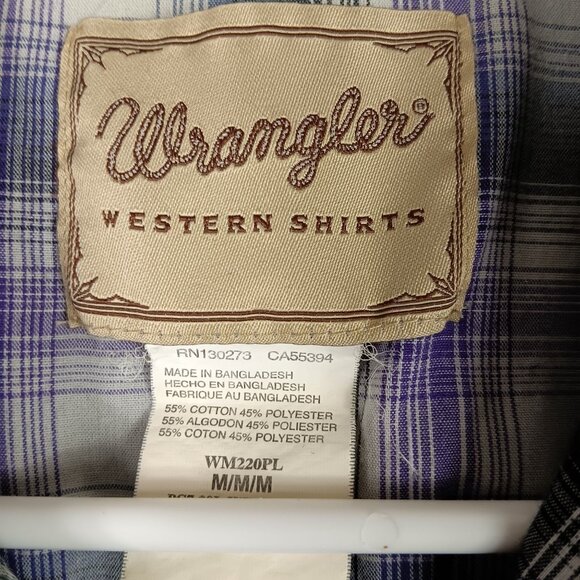 Wrangler®
WESTERN SHIRTS
RN130273 CA55394
MADE IN BANGLADESH
HECHO EN BANGLADESH
FABRIQUE AU BANGLADESH
55% COTTON 45% POLYESTER
55% ALGODON 45% POLIESTER
55% COTON 45% POLYESTER
WM220PL
M/M/M